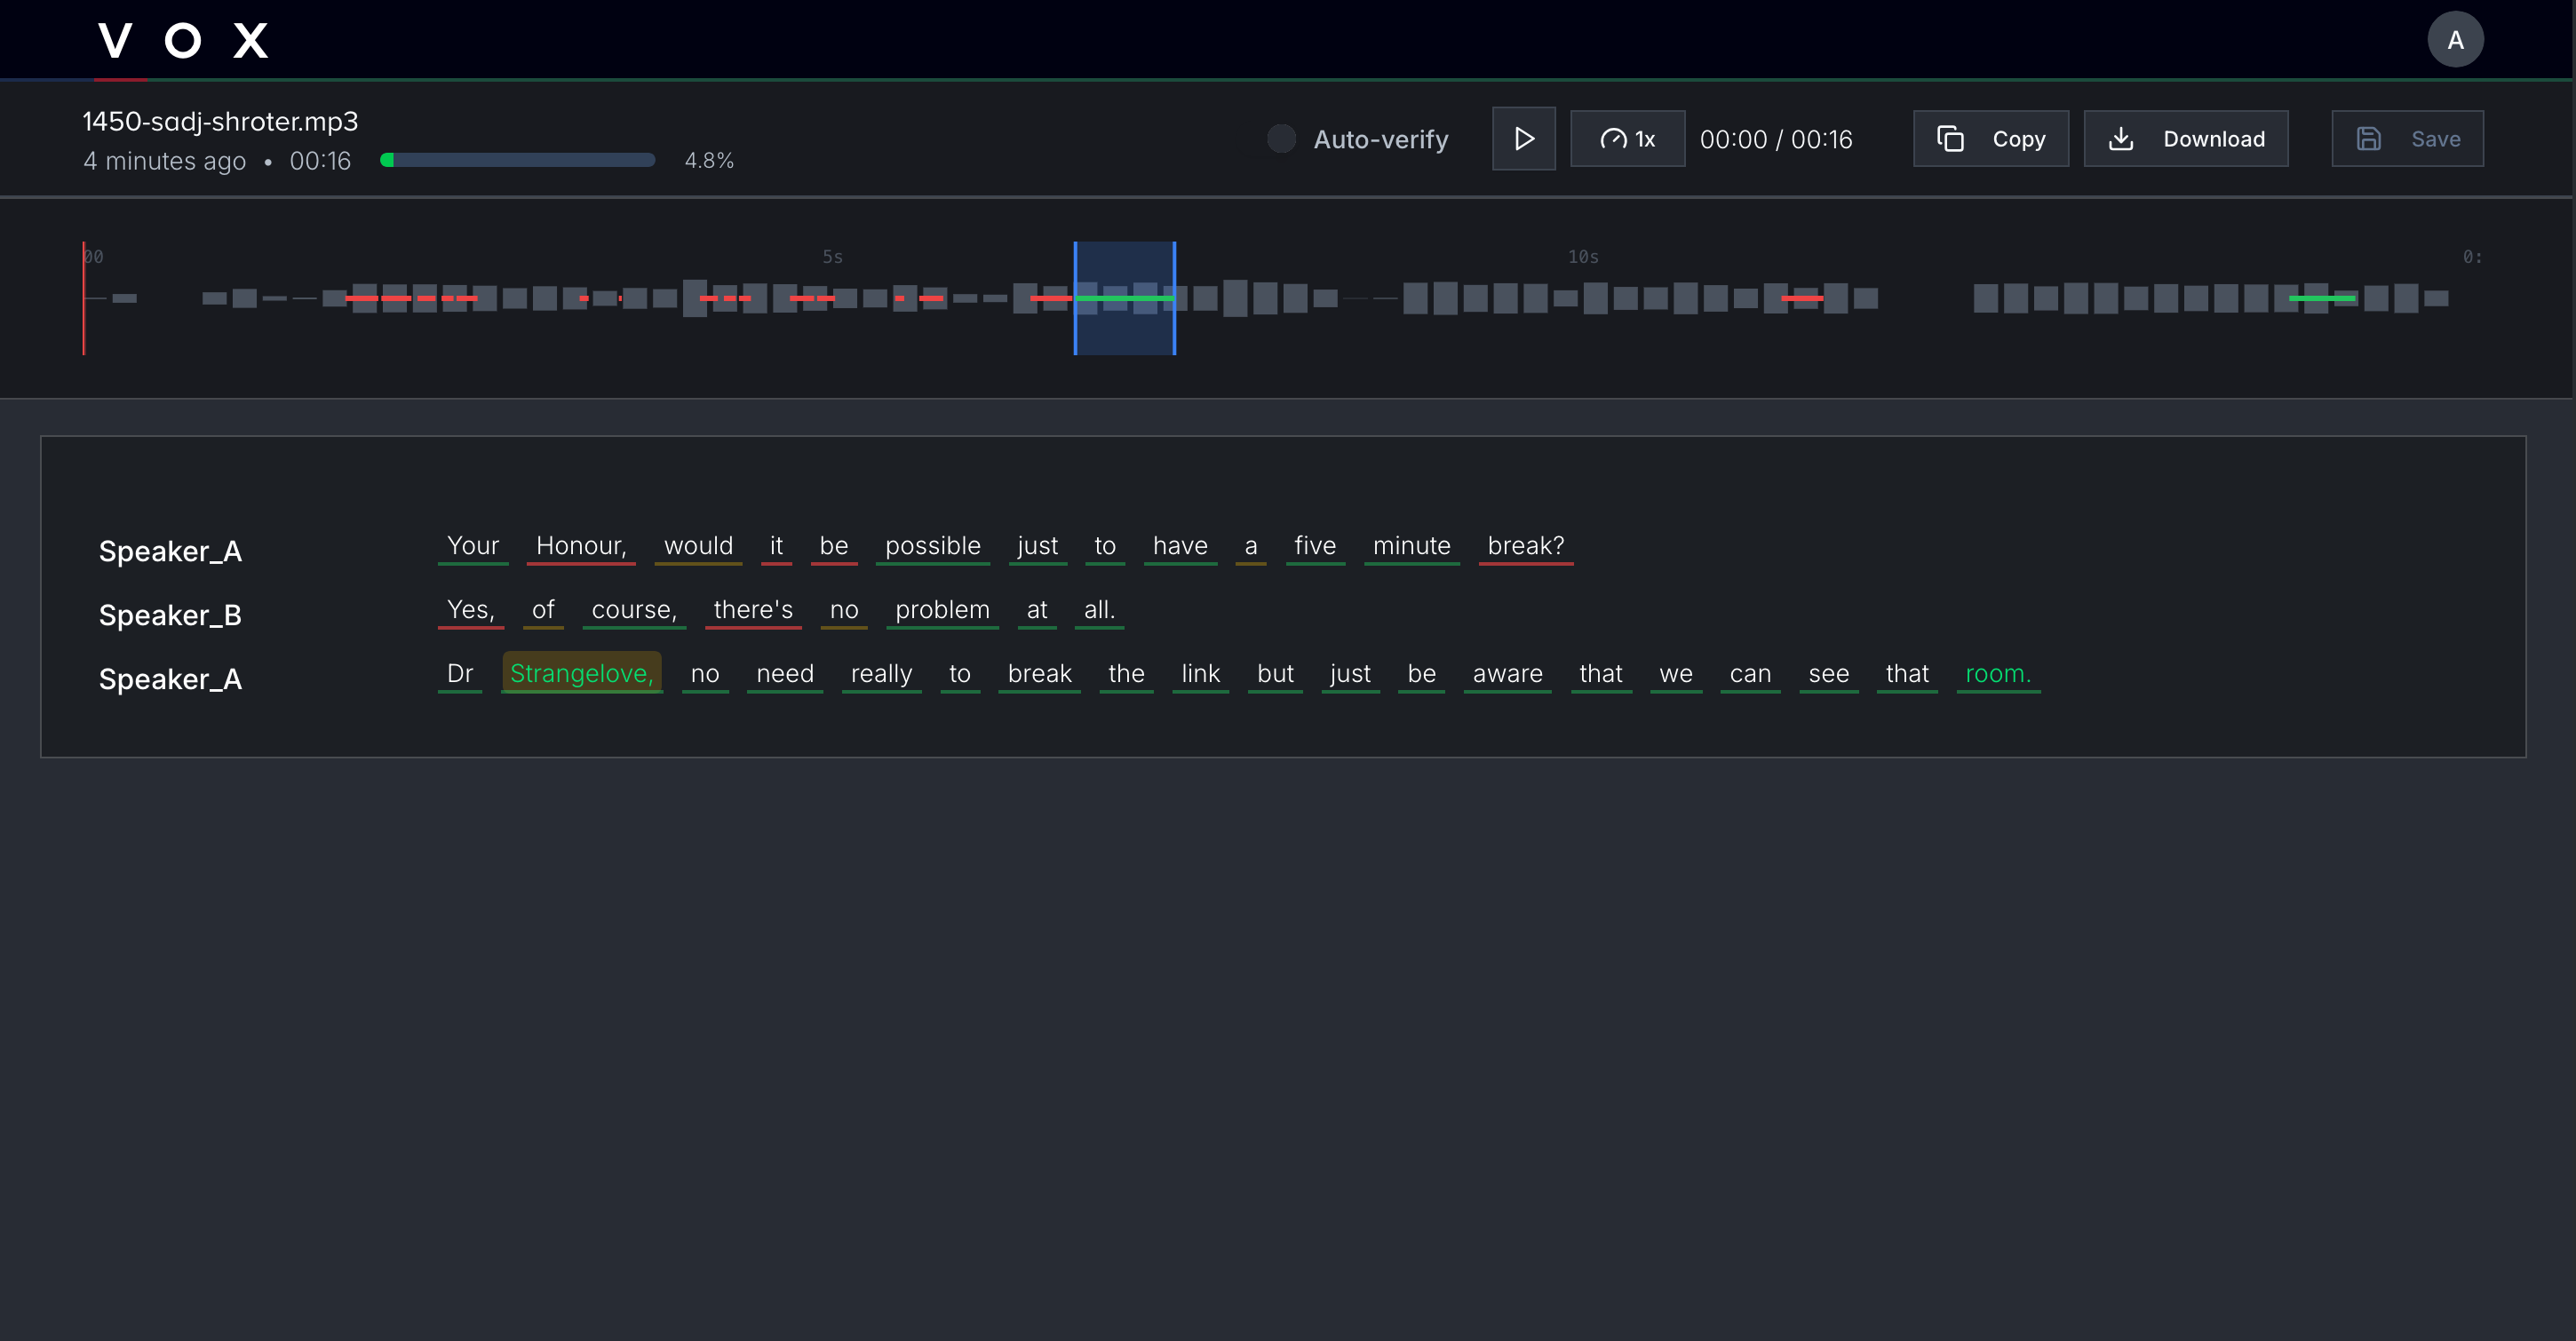 VOX
A
1450-sadj-shroter.mp3
4 minutes ago • 00:16 4.8%
Auto-verify 1x 00:00 / 00:16 Copy Download Save
00 5s 10s 0:
Speaker_A Your Honour, would it be possible just to have a five minute break?
Speaker_B Yes, of course, there's no problem at all.
Speaker_A Dr Strangelove, no need really to break the link but just be aware that we can see that room.